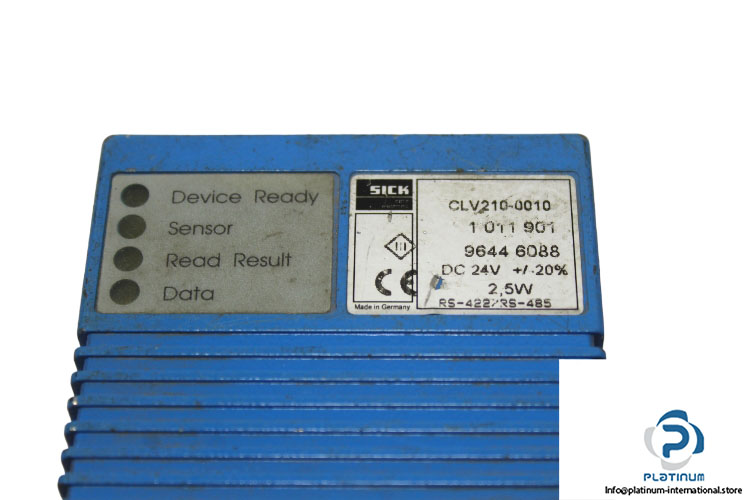 Device Ready
Sensor
Read Result
Data
SICK
Made in Germany
CE
CLV210-0010
1 011 901
9644 6088
DC 24V +/-20%
2,5W
RS-422/RS-485
PLATINUM
Info@platinum-international.store